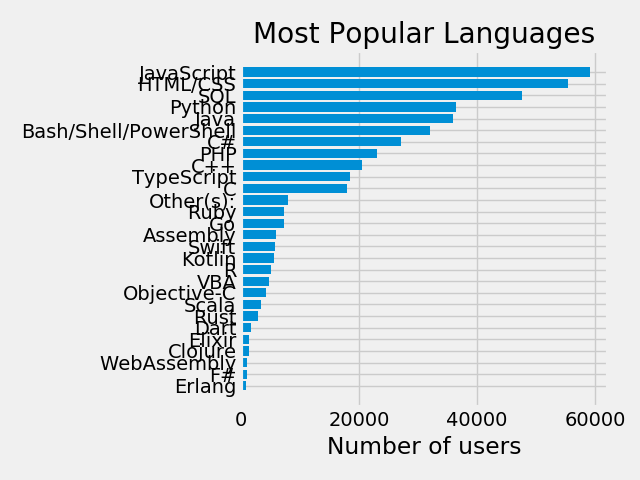 Most Popular Languages
JavaScript
HTML/CSS
SQL
Python
Java
Bash/Shell/PowerShell
C#
PHP
C++
TypeScript
C
Other(s):
Ruby
Go
Assembly
Swift
Kotlin
R
VBA
Objective-C
Scala
Rust
Dart
Elixir
Clojure
WebAssembly
F#
Erlang
0 20000 40000 60000
Number of users